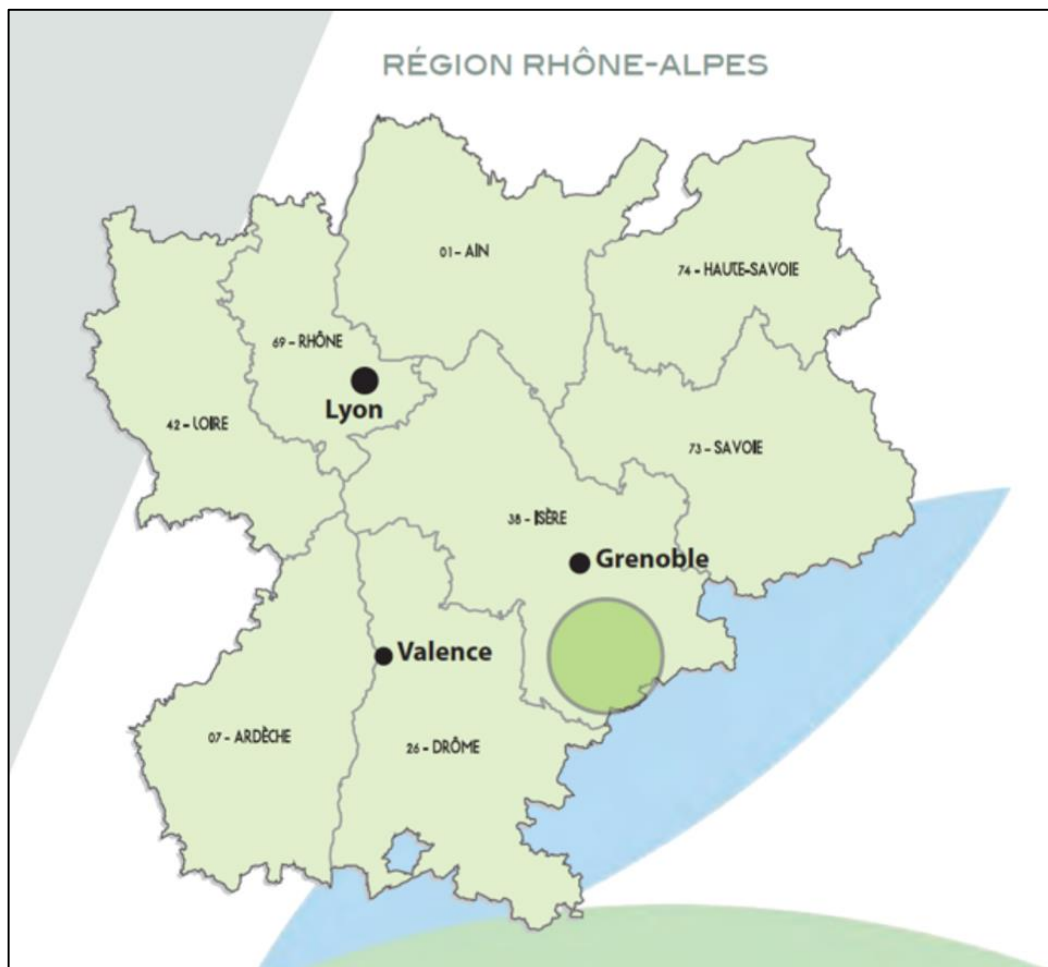 RÉGION RHÔNE-ALPES
01 - AIN
74 - HAUTE-SAVOIE
69 - RHÔNE
Lyon
42 - LOIRE
73 - SAVOIE
38 - ISÈRE
Grenoble
Valence
07 - ARDÈCHE
26 - DRÔME